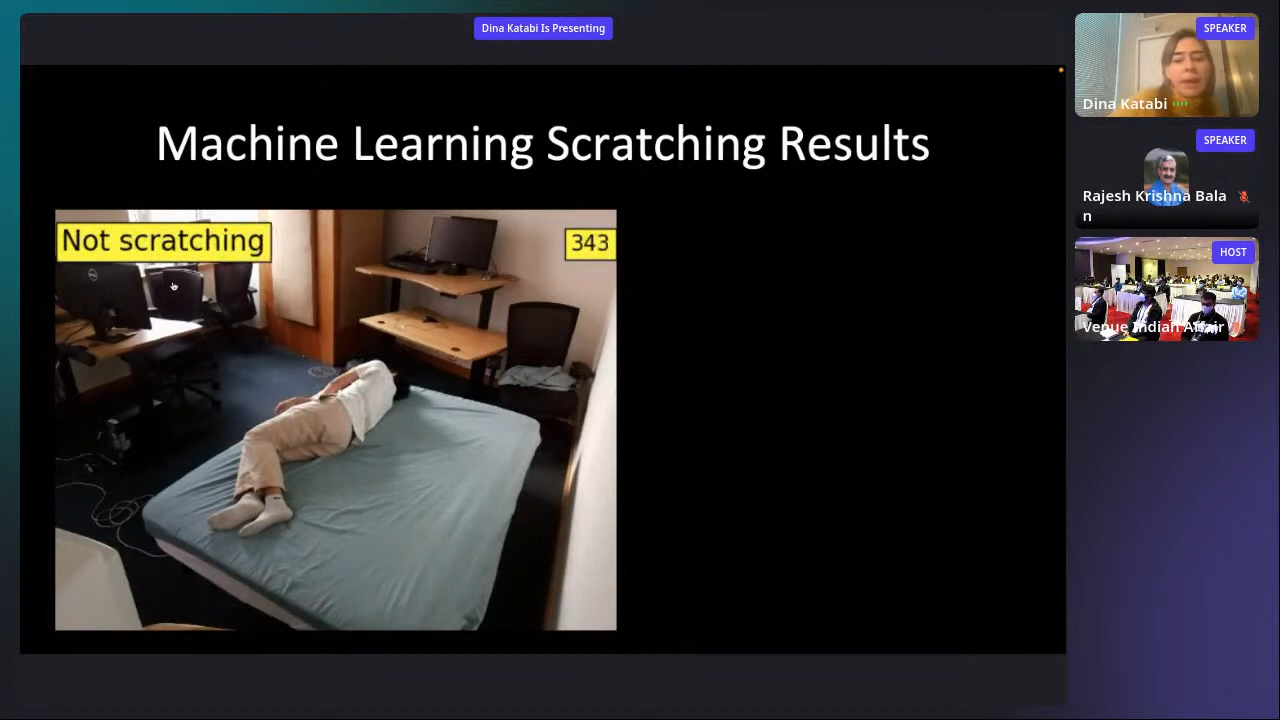 Dina Katabi Is Presenting
Machine Learning Scratching Results
Not scratching
343
SPEAKER
Dina Katabi
SPEAKER
Rajesh Krishna Bala
n
HOST
Venue Indian Affair